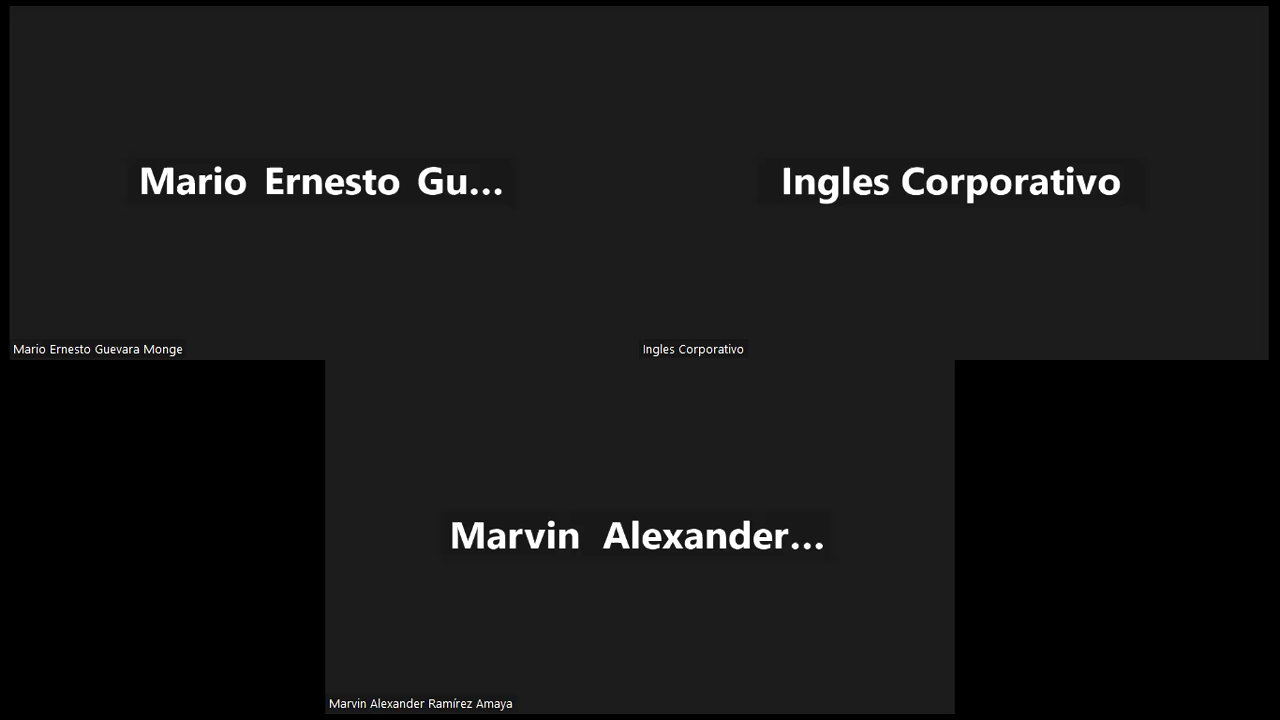 Mario Ernesto Gu...
Ingles Corporativo
Mario Ernesto Guevara Monge
Ingles Corporativo
Marvin Alexander...
Marvin Alexander Ramírez Amaya